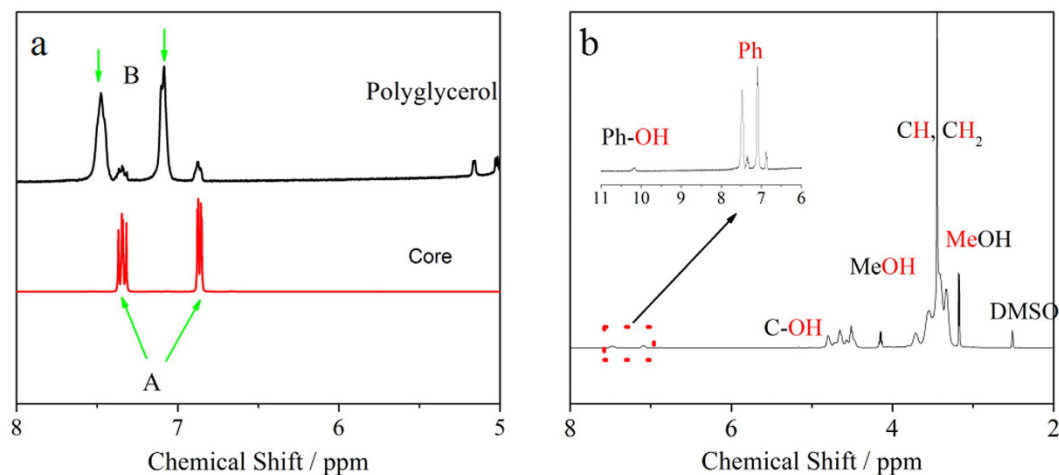 a
B
Polyglycerol
Core
A
8 7 6 5
Chemical Shift / ppm
b
Ph
Ph-OH
CH, CH₂
11 10 9 8 7 6
MeOH
MeOH
DMSO
C-OH
8 6 4 2
Chemical Shift / ppm